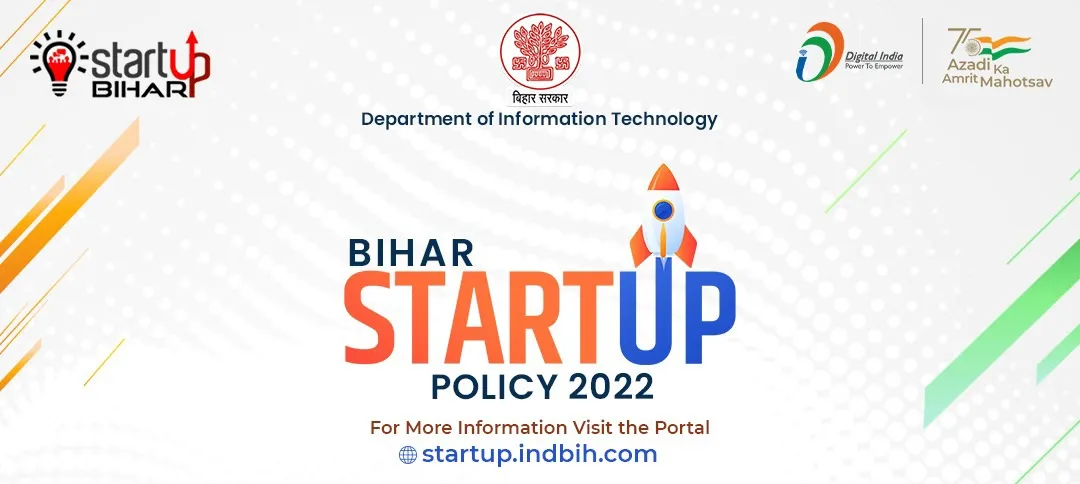 startup
BIHAR
बिहार सरकार
Department of Information Technology
Digital India
Power To Empower
75
Azadi Ka
Amrit Mahotsav
BIHAR
STARTUP
POLICY 2022
For More Information Visit the Portal
startup.indbih.com